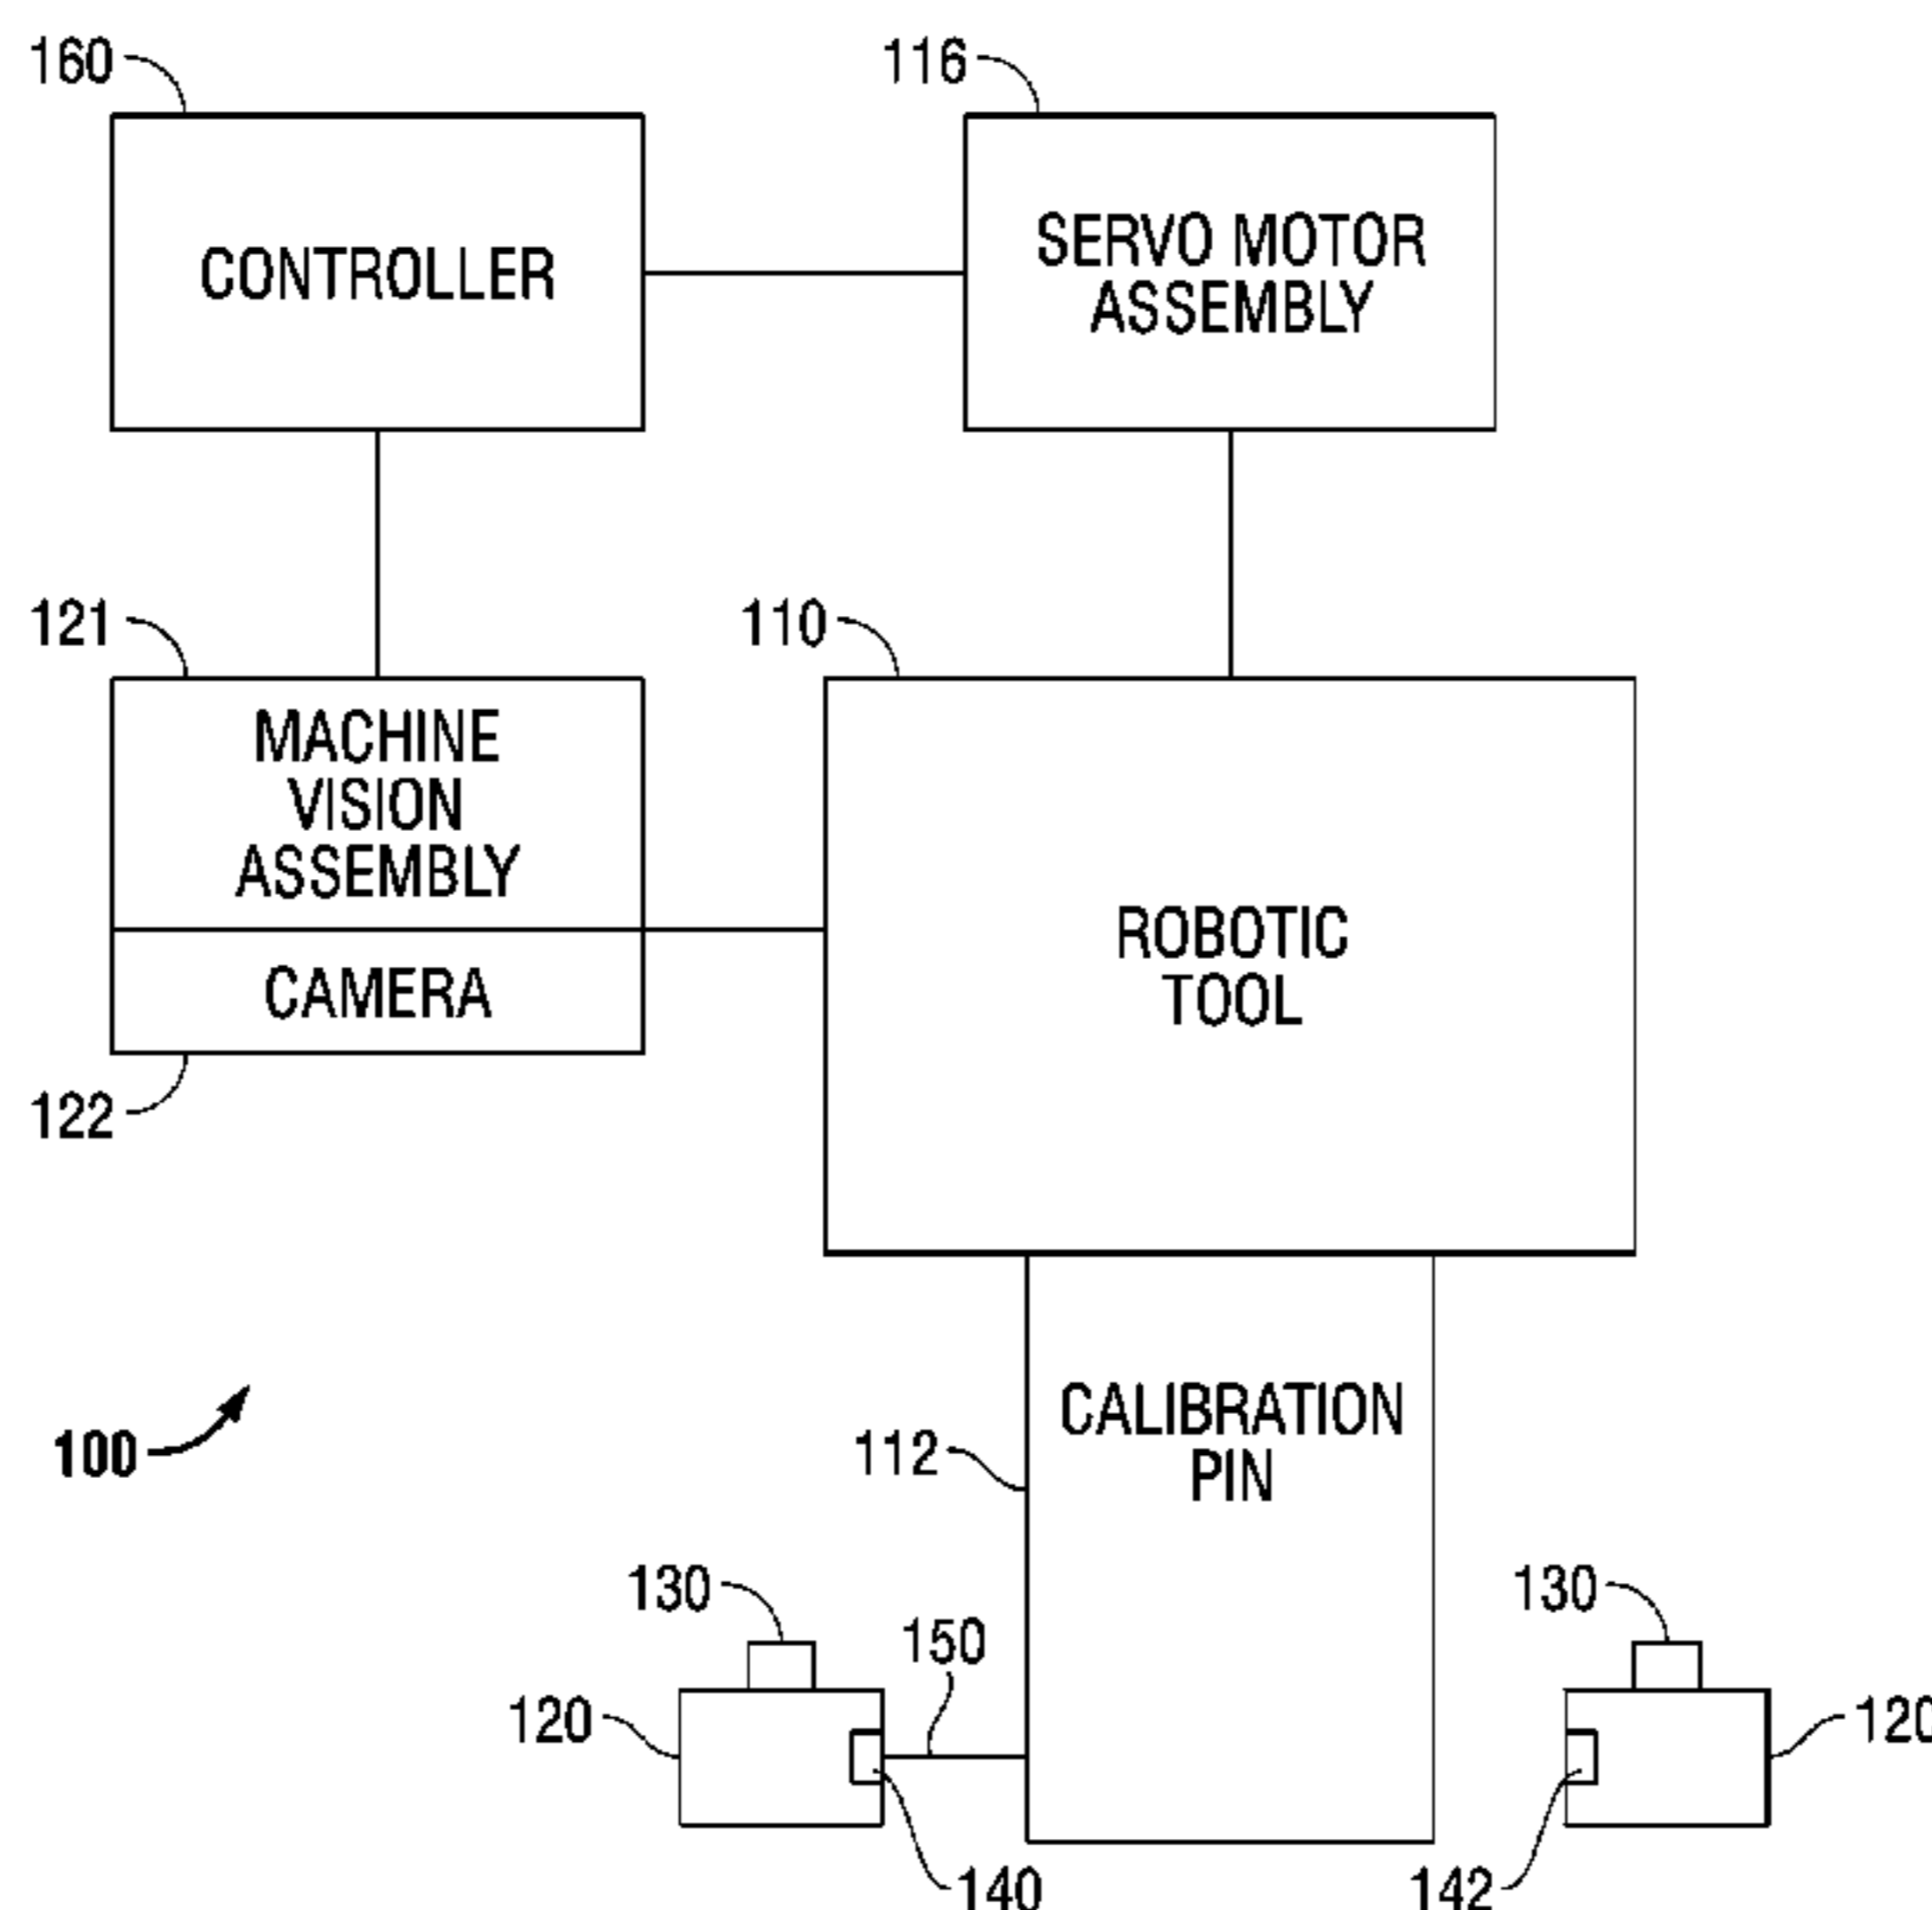 160
116
CONTROLLER
SERVO MOTOR
ASSEMBLY
121
110
MACHINE
VISION
ASSEMBLY
CAMERA
ROBOTIC
TOOL
122
CALIBRATION
PIN
112
100
130
130
150
120
120
140
142